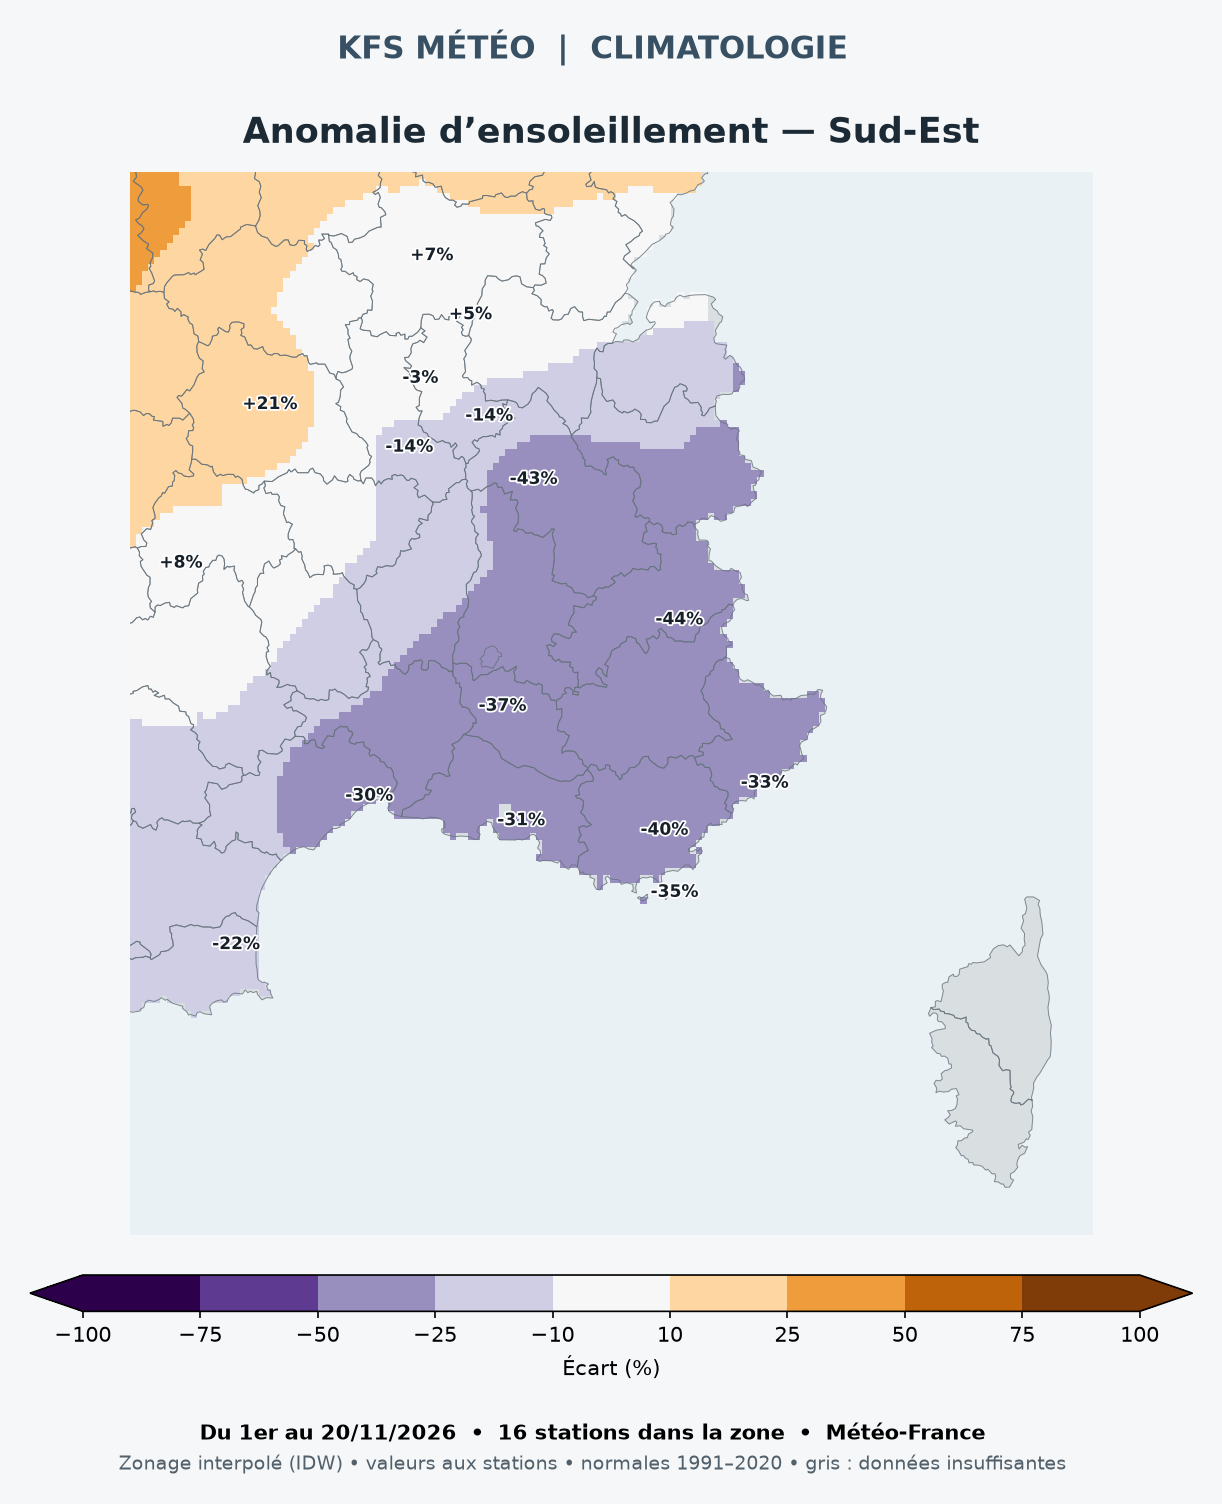 KFS MÉTÉO | CLIMATOLOGIE
Anomalie d’ensoleillement — Sud-Est
+7%
+5%
-3%
+21%
-14%
-14%
-43%
+8%
-44%
-37%
-33%
-30%
-31%
-40%
-35%
-22%
−100 −75 −50 −25 −10 10 25 50 75 100
Écart (%)
Du 1er au 20/11/2026 • 16 stations dans la zone • Météo-France
Zonage interpolé (IDW) • valeurs aux stations • normales 1991–2020 • gris : données insuffisantes